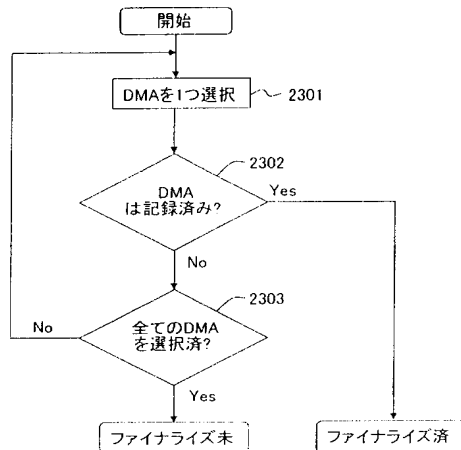 開始
DMAを1つ選択
2301
2302
DMA
は記録済み?
Yes
No
2303
全てのDMA
を選択済?
No
Yes
ファイナライズ未
ファイナライズ済